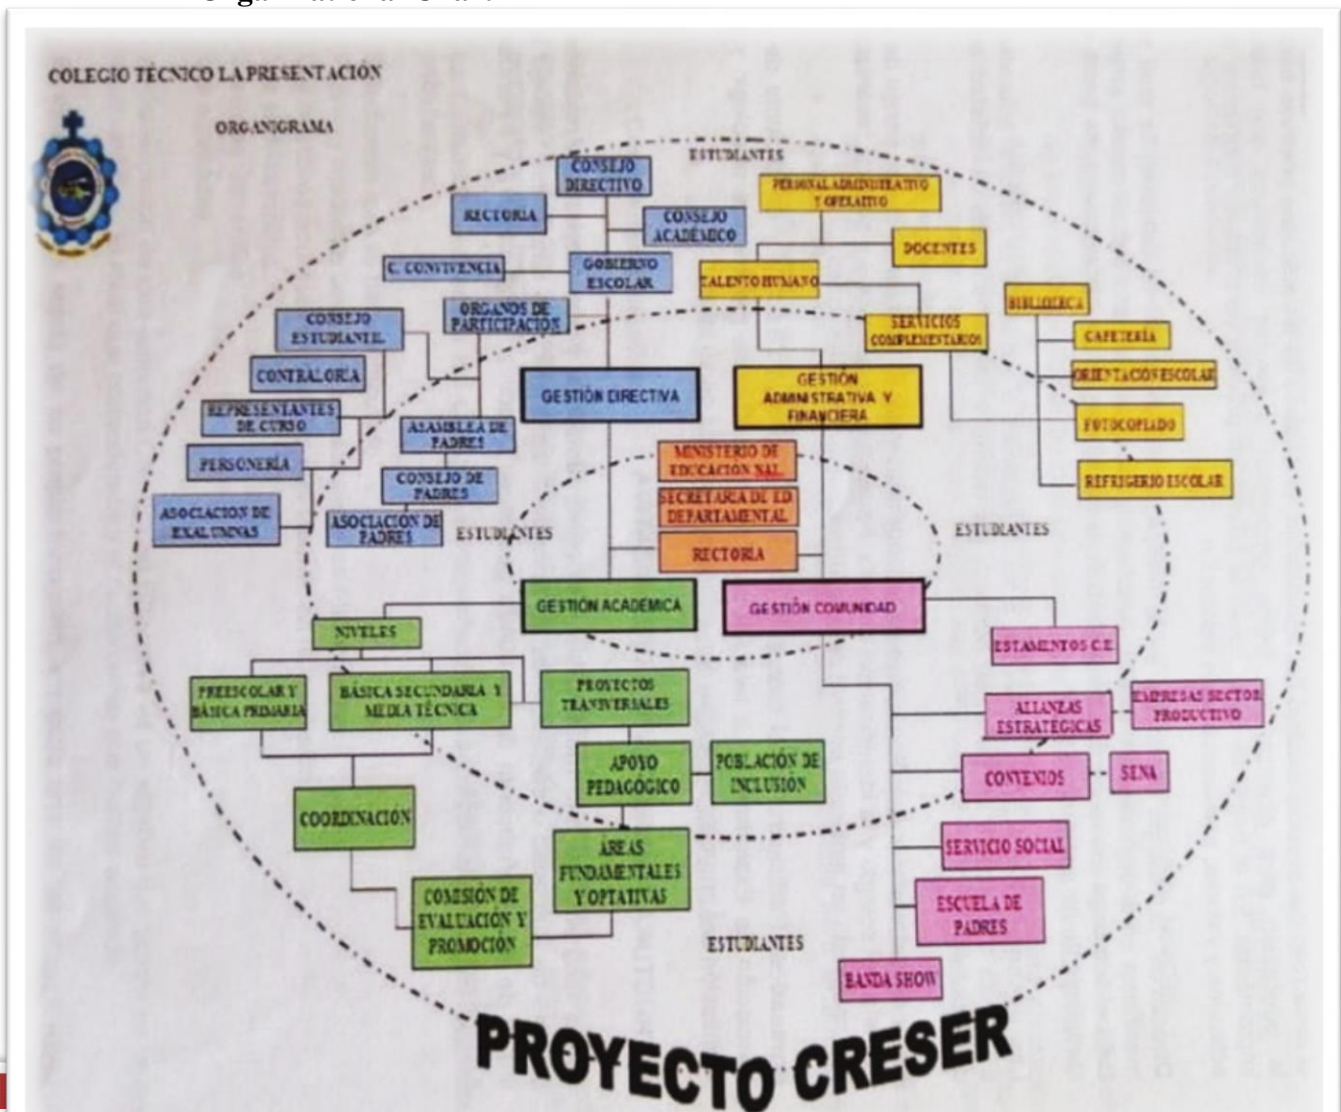 COLEGIO TÉCNICO LA PRESENTACIÓN
ORGANIGRAMA
ESTUDIANTES
CONSEJO
DIRECTIVO
RECTORIA
CONSEJO
ACADÉMICO
C. CONVIVENCIA
GOBIERNO
ESCOLAR
ORGANOS DE
PARTICIPACIÓN
CONSEJO
ESTUDIANTIL
CONTRALORÍA
REPRESENTANTES
DE CURSO
PERSONERÍA
ASOCIACION DE
EXALUMNAS
ASAMBLEA DE
PADRES
CONSEJO DE
PADRES
ASOCIACIÓN DE
PADRES
GESTIÓN DIRECTIVA
PERSONAL ADMINISTRATIVO
Y OPERATIVO
DOCENTES
TALENTO HUMANO
SERVICIOS
COMPLEMENTARIOS
BIBLIOTECA
CAFETERÍA
ORIENTACION ESCOLAR
FOTOCOPIADO
REFRIGERIO ESCOLAR
GESTIÓN
ADMINISTRATIVA Y
FINANCIERA
MINISTERIO DE
EDUCACION NAL.
SECRETARIA DE ED
DEPARTAMENTAL
RECTORÍA
ESTUDIANTES
ESTUDIANTES
GESTIÓN ACADÉMICA
NIVELES
PREESCOLAR Y
BÁSICA PRIMARIA
BÁSICA SECUNDARIA Y
MEDIA TÉCNICA
PROYECTOS
TRANSVERSALES
APOYO
PEDAGÓGICO
POBLACIÓN DE
INCLUSIÓN
COORDINACIÓN
ÁREAS
FUNDAMENTALES
Y OPTATIVAS
COMISIÓN DE
EVALUACIÓN Y
PROMOCIÓN
GESTIÓN COMUNIDAD
ESTAMENTOS C.E.
ALIANZAS
ESTRATÉGICAS
EMPRESAS SECTOR
PRODUCTIVO
CONVENIOS
SENA
SERVICIO SOCIAL
ESCUELA DE
PADRES
BANDA SHOW
ESTUDIANTES
PROYECTO CRESER